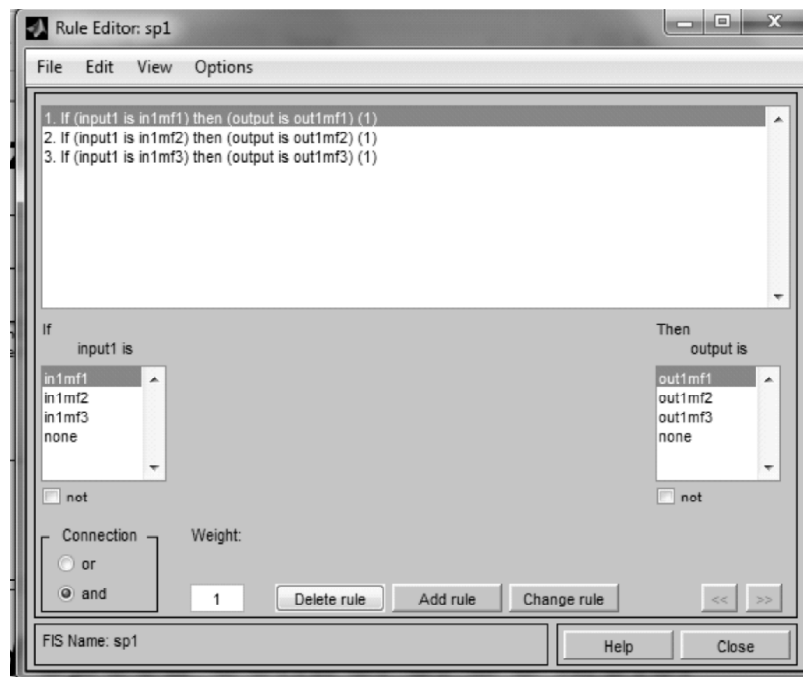 Rule Editor: sp1
File Edit View Options
1. If (input1 is in1mf1) then (output is out1mf1) (1)
2. If (input1 is in1mf2) then (output is out1mf2) (1)
3. If (input1 is in1mf3) then (output is out1mf3) (1)
If
input1 is
in1mf1
in1mf2
in1mf3
none
not
Then
output is
out1mf1
out1mf2
out1mf3
none
not
Connection
or
and
Weight:
1
Delete rule
Add rule
Change rule
<<
>>
FIS Name: sp1
Help
Close